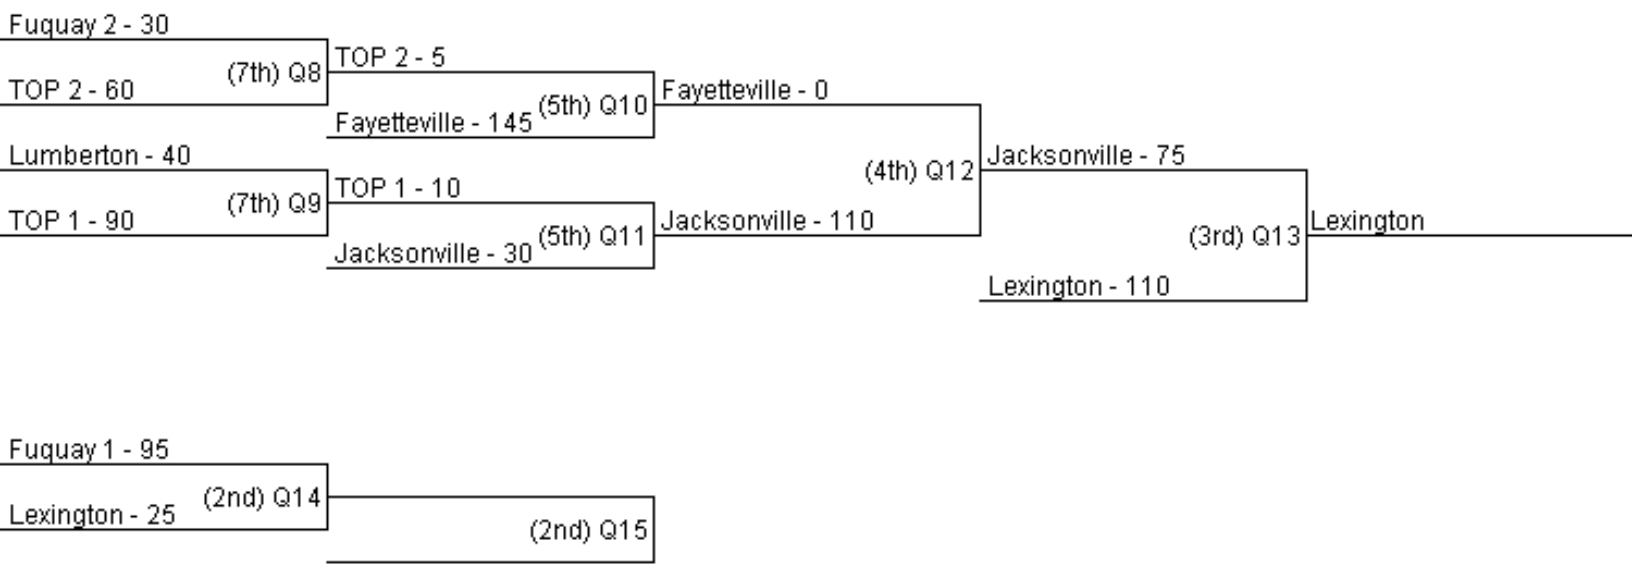 Fuquay 2 - 30
TOP 2 - 5
(7th) Q8
TOP 2 - 60
Fayetteville - 0
(5th) Q10
Fayetteville - 145
Lumberton - 40
Jacksonville - 75
(4th) Q12
TOP 1 - 10
(7th) Q9
TOP 1 - 90
Jacksonville - 110
Lexington
(5th) Q11
(3rd) Q13
Jacksonville - 30
Lexington - 110
Fuquay 1 - 95
(2nd) Q14
Lexington - 25
(2nd) Q15